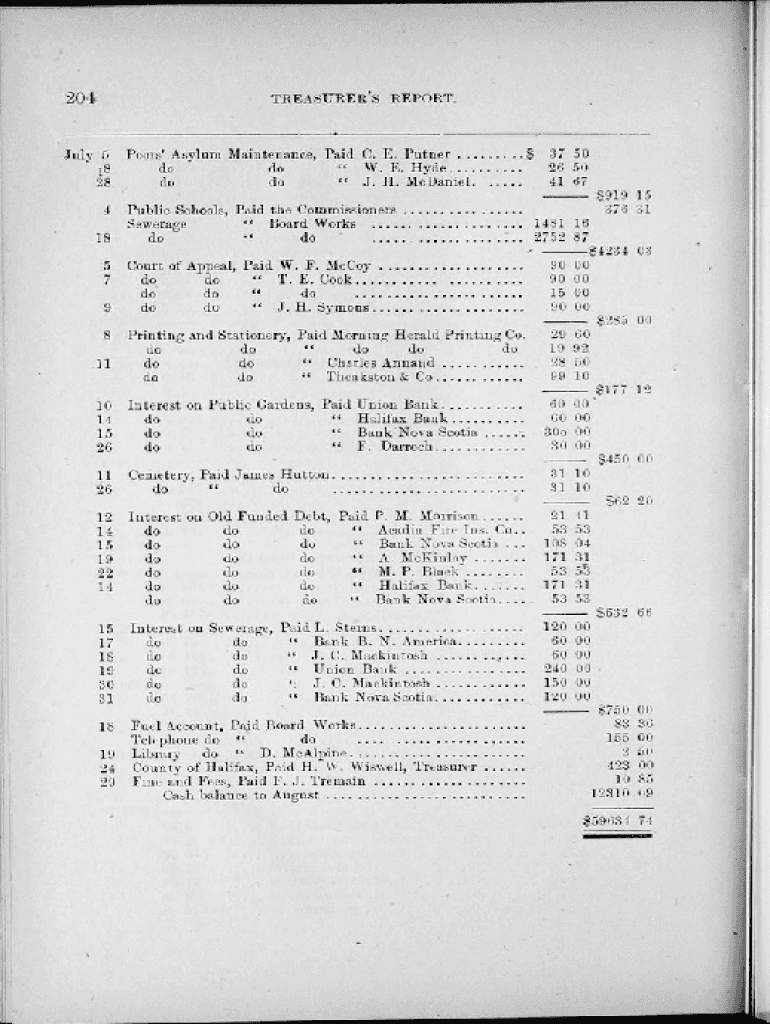 204 TREASURER'S REPORT.
July 5 Poors' Asylum Maintenance, Paid C. E. Putner ......... $ 37 50
18 do do “ W. E. Hyde .......... 26 50
28 do do “ J. H. McDaniel. ...... 41 67
$919 15
4 Public Schools, Paid the Commissioners ................. 376 31
Sewerage “ Board Works ..................... 1481 16
18 do “ do ..................... 2752 87
$4234 03
5 Court of Appeal, Paid W. F. McCoy .................... 90 00
7 do do “ T. E. Cook ....................... 90 00
do do “ do ....................... 15 00
9 do do “ J. H. Symons ...................... 90 00
$285 00
8 Printing and Stationery, Paid Morning Herald Printing Co. 29 60
do do “ do do do 19 92
11 do do “ Charles Annand ............ 28 50
do do “ Theakston & Co ............. 99 10
$177 12
10 Interest on Public Gardens, Paid Union Bank ............ 60 00
14 do do “ Halifax Bank ........... 60 00
15 do do “ Bank Nova Scotia ...... 300 00
26 do do “ F. Darroch ............. 30 00
$450 00
11 Cemetery, Paid James Hutton ........................... 31 10
26 do “ do ........................... 31 10
$62 20
12 Interest on Old Funded Debt, Paid P. M. Morrison ...... 21 41
14 do do do “ Acadia Fire Ins. Co.. 53 53
15 do do do “ Bank Nova Scotia ... 108 04
19 do do do “ A. McKinlay ....... 171 31
22 do do do “ M. P. Black ........ 53 53
14 do do do “ Halifax Bank ....... 171 31
do do do “ Bank Nova Scotia ..... 53 53
$632 66
15 Interest on Sewerage, Paid L. Sterns .................... 120 00
17 do do “ Bank B. N. America .......... 60 00
18 do do “ J. C. Mackintosh ............ 60 00
19 do do “ Union Bank ................ 240 00
30 do do “ J. C. Mackintosh ............ 150 00
31 do do “ Bank Nova Scotia ............. 120 00
$750 00
18 Fuel Account, Paid Board Works ........................ 83 36
Telephone do “ do ........................ 155 00
19 Library do “ D. McAlpine ........................ 50
24 County of Halifax, Paid H. W. Wiswell, Treasurer ...... 423 00
29 Fine and Fees, Paid F. J. Tremain ...................... 10 85
Cash balance to August ............................. 12310 09
$59634 74